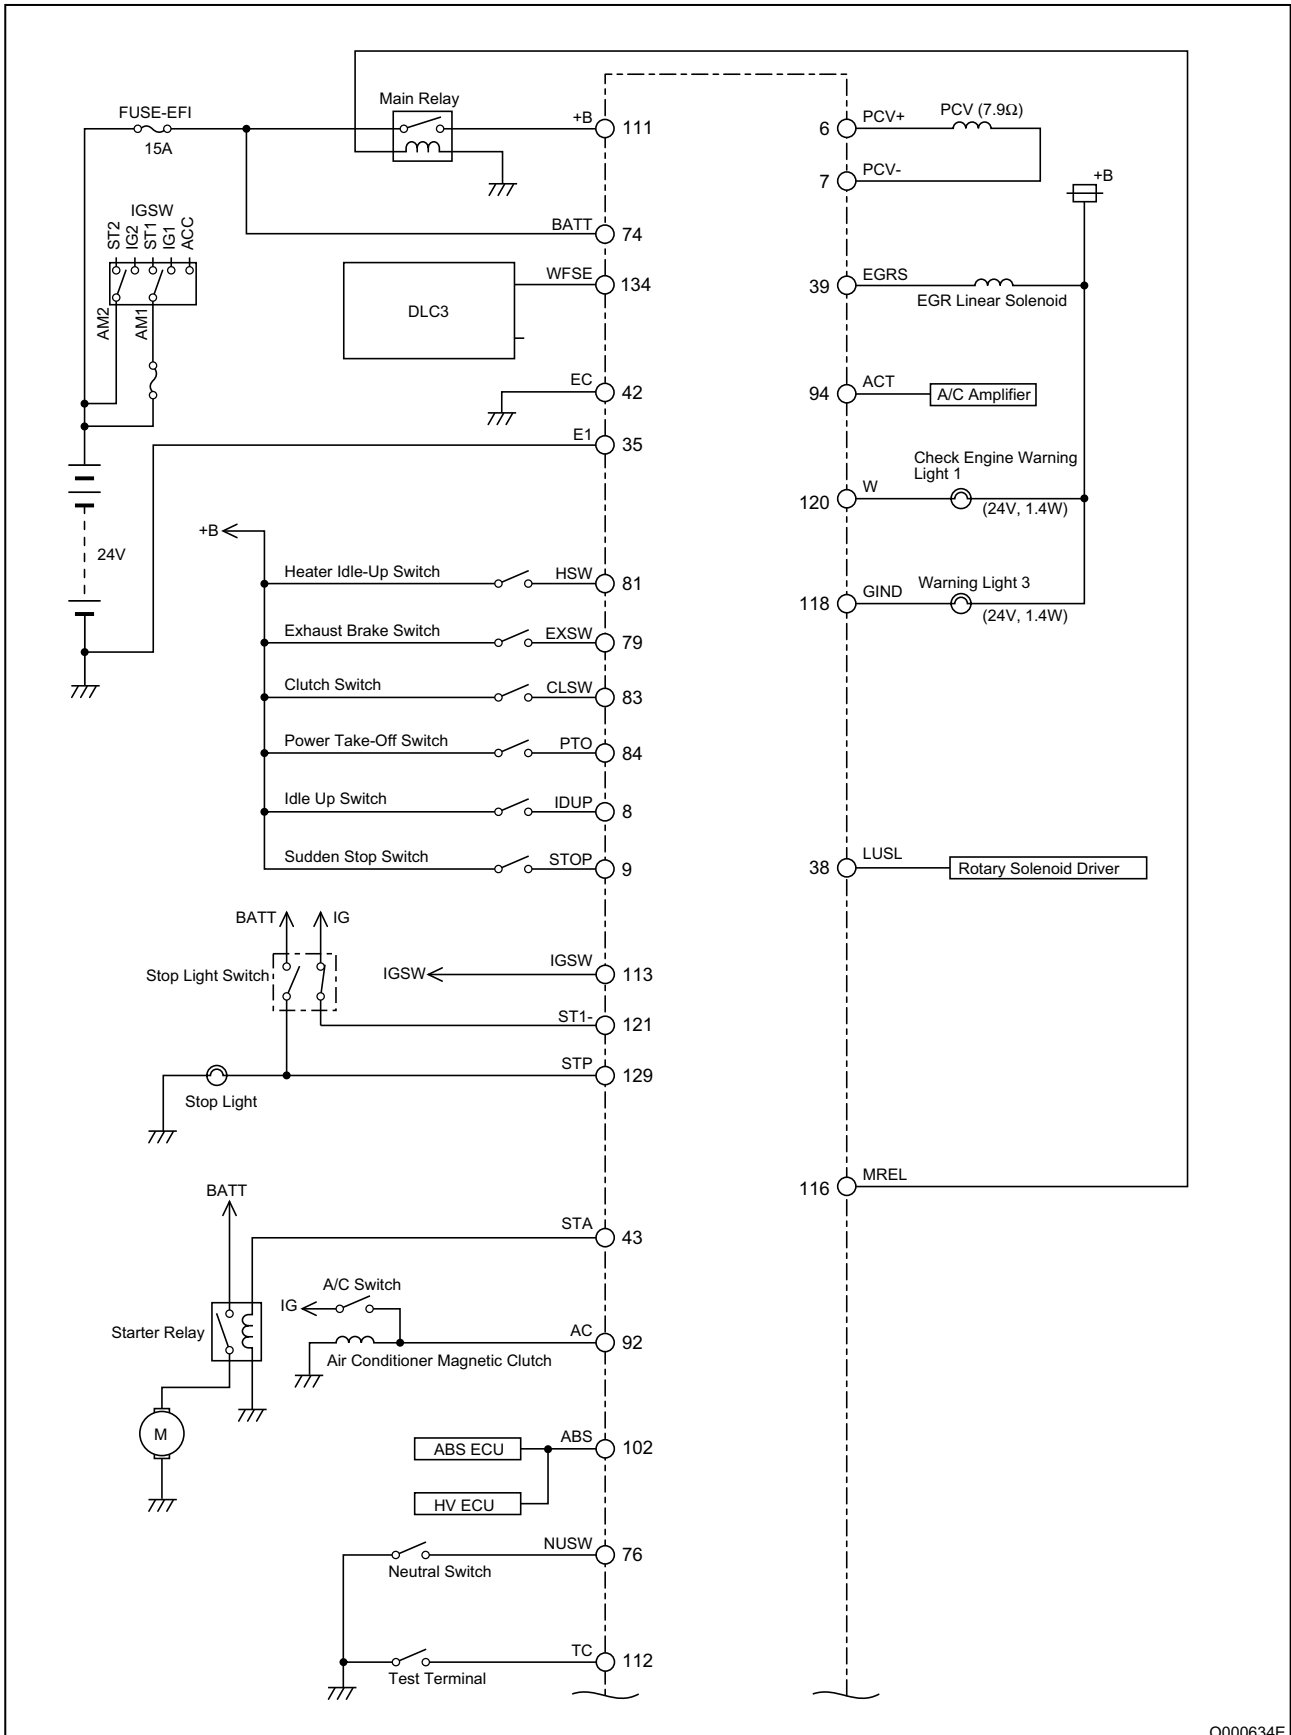 FUSE-EFI
15A
Main Relay
+B
111
6
PCV+
PCV (7.9Ω)
7
PCV-
+B
IGSW
ST2
IG2
ST1
IG1
ACC
AM2
AM1
BATT
74
WFSE
134
DLC3
39
EGRS
EGR Linear Solenoid
EC
42
94
ACT
A/C Amplifier
E1
35
Check Engine Warning
Light 1
120
W
(24V, 1.4W)
24V
+B
Heater Idle-Up Switch
HSW
81
118
GIND
Warning Light 3
(24V, 1.4W)
Exhaust Brake Switch
EXSW
79
Clutch Switch
CLSW
83
Power Take-Off Switch
PTO
84
Idle Up Switch
IDUP
8
Sudden Stop Switch
STOP
9
38
LUSL
Rotary Solenoid Driver
BATT
IG
Stop Light Switch
IGSW
IGSW
113
ST1-
121
STP
129
Stop Light
116
MREL
BATT
STA
43
A/C Switch
IG
Starter Relay
AC
92
Air Conditioner Magnetic Clutch
M
ABS ECU
ABS
102
HV ECU
NUSW
76
Neutral Switch
TC
112
Test Terminal
Q000634E